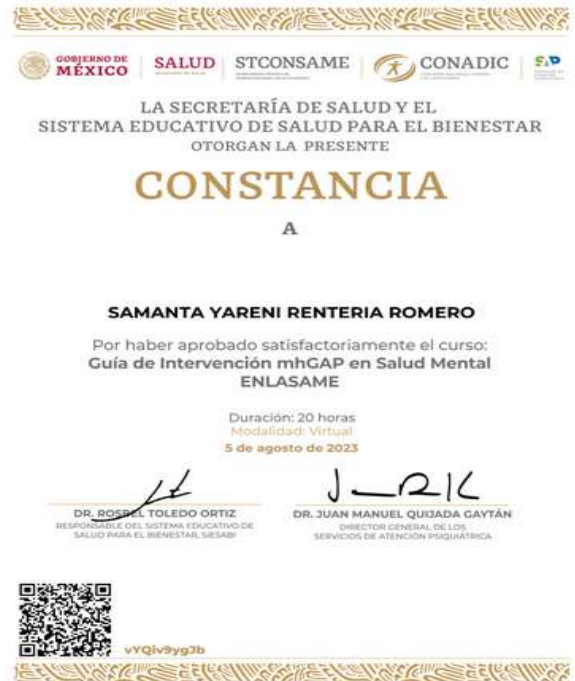 GOBIERNO DE
MÉXICO
SALUD
STCONSAME
CONADIC
LA SECRETARÍA DE SALUD Y EL
SISTEMA EDUCATIVO DE SALUD PARA EL BIENESTAR
OTORGAN LA PRESENTE
CONSTANCIA
A
SAMANTA YARENI RENTERIA ROMERO
Por haber aprobado satisfactoriamente el curso:
Guía de Intervención mhGAP en Salud Mental
ENLASAME
Duración: 20 horas
Modalidad: Virtual
5 de agosto de 2023
DR. ROSBEL TOLEDO ORTIZ
RESPONSABLE DEL SISTEMA EDUCATIVO DE
SALUD PARA EL BIENESTAR, SIESABI
DR. JUAN MANUEL QUIJADA GAYTÁN
DIRECTOR GENERAL DE LOS
SERVICIOS DE ATENCIÓN PSIQUIÁTRICA
vYQiv9ygJb